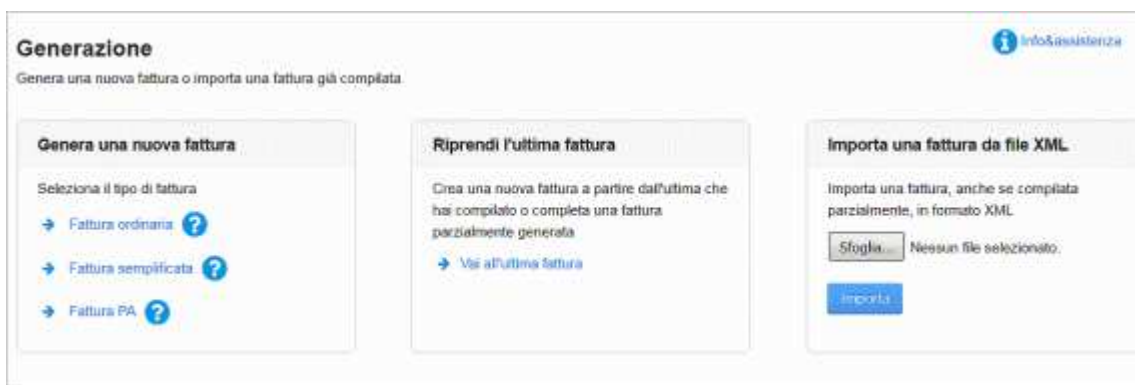 Generazione
Info&assistenza
Genera una nuova fattura o importa una fattura già compilata
Genera una nuova fattura
Seleziona il tipo di fattura
Fattura ordinaria ?
Fattura semplificata ?
Fattura PA ?
Riprendi l'ultima fattura
Crea una nuova fattura a partire dall'ultima che
hai compilato o completa una fattura
parzialmente generata
Vai all'ultima fattura
Importa una fattura da file XML
Importa una fattura, anche se compilata
parzialmente, in formato XML
Sfoglia... Nessun file selezionato.
Importa